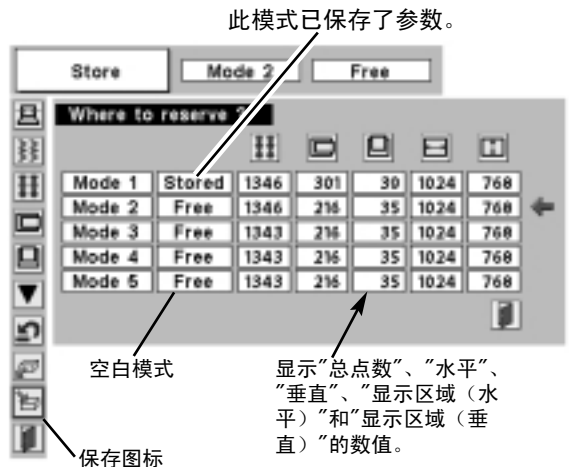 此模式已保存了参数。
Store Mode 2 Free
Where to reserve ?
Mode 1 Stored 1346 301 30 1024 768
Mode 2 Free 1346 216 35 1024 768
Mode 3 Free 1343 216 35 1024 768
Mode 4 Free 1343 216 35 1024 768
Mode 5 Free 1343 216 35 1024 768
空白模式
显示"总点数"、"水平"、
"垂直"、"显示区域（水
平）"和"显示区域（垂
直）"的数值。
保存图标